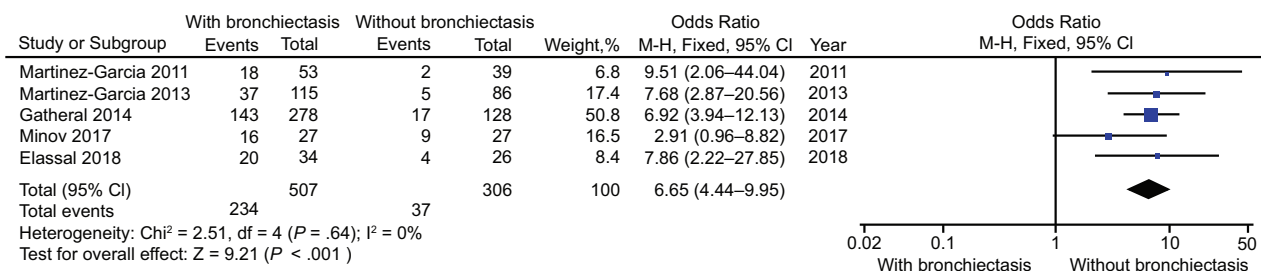 With bronchiectasis Without bronchiectasis Odds Ratio Odds Ratio
Study or Subgroup Events Total Events Total Weight,% M-H, Fixed, 95% CI Year M-H, Fixed, 95% CI
Martinez-Garcia 2011 18 53 2 39 6.8 9.51 (2.06–44.04) 2011
Martinez-Garcia 2013 37 115 5 86 17.4 7.68 (2.87–20.56) 2013
Gatheral 2014 143 278 17 128 50.8 6.92 (3.94–12.13) 2014
Minov 2017 16 27 9 27 16.5 2.91 (0.96–8.82) 2017
Elassal 2018 20 34 4 26 8.4 7.86 (2.22–27.85) 2018
Total (95% CI) 507 306 100 6.65 (4.44–9.95)
Total events 234 37
Heterogeneity: Chi² = 2.51, df = 4 (P = .64); I² = 0%
Test for overall effect: Z = 9.21 (P < .001 )
0.02 0.1 1 10 50
With bronchiectasis Without bronchiectasis